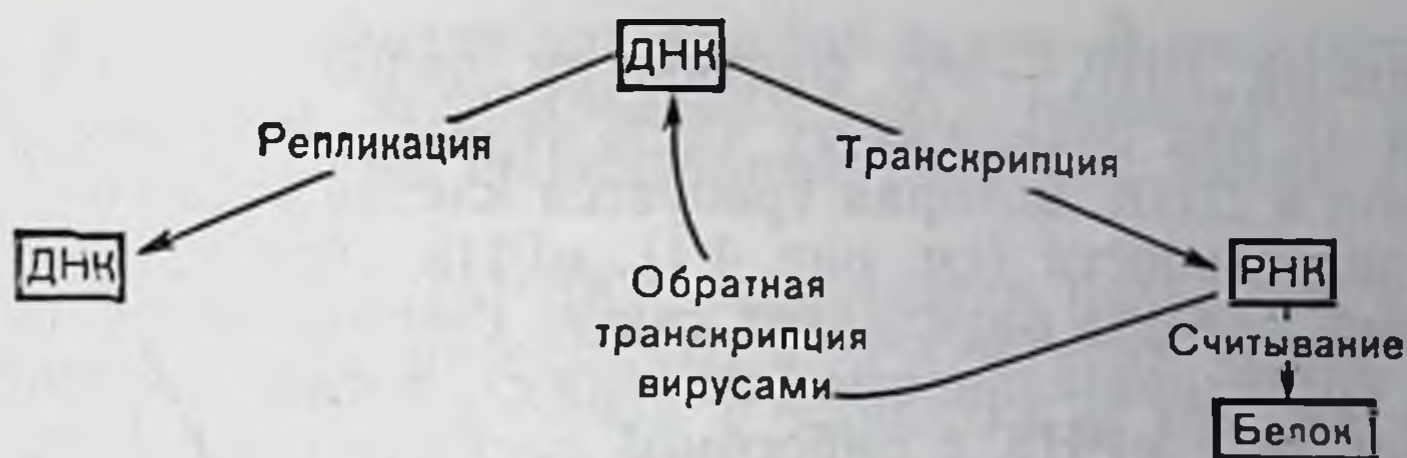 ДНК
Репликация
Транскрипция
ДНК
РНК
Обратная
транскрипция
вирусами
Считывание
Белок